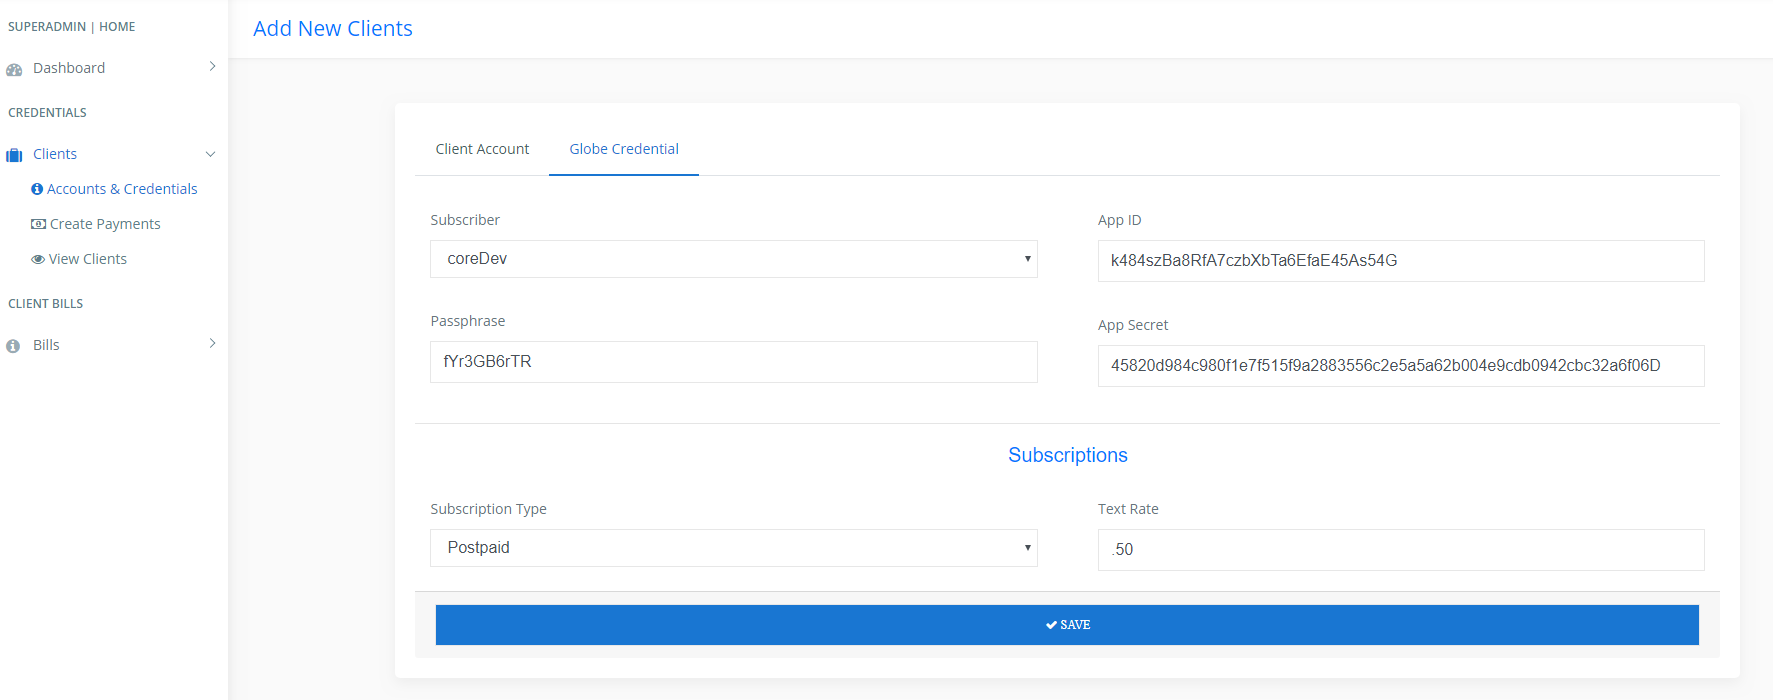 SUPERADMIN | HOME
Dashboard
CREDENTIALS
Clients
Accounts & Credentials
Create Payments
View Clients
CLIENT BILLS
Bills
Add New Clients
Client Account
Globe Credential
Subscriber
App ID
coreDev
k484szBa8RfA7czbXbTa6EfaE45As54G
Passphrase
App Secret
fYr3GB6rTR
45820d984c980f1e7f515f9a2883556c2e5a5a62b004e9cdb0942cbc32a6f06D
Subscriptions
Subscription Type
Text Rate
Postpaid
.50
SAVE